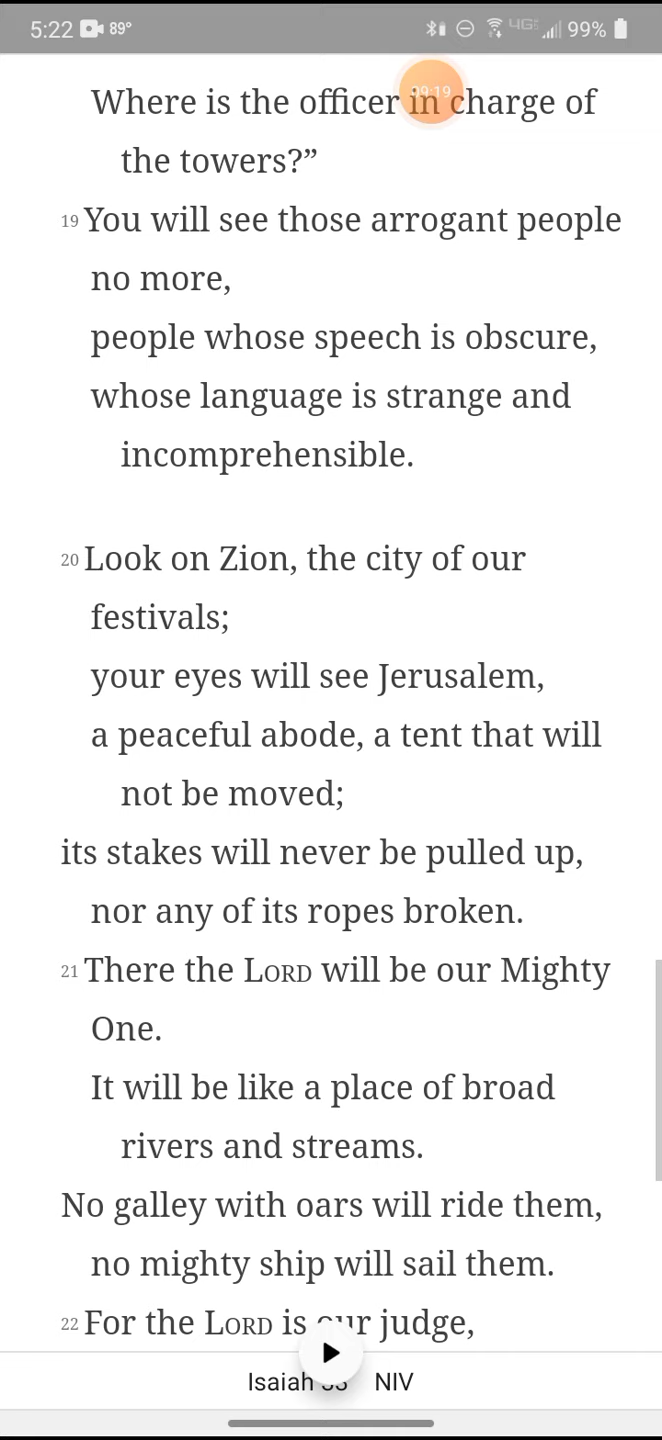 5:22 89° 4G 99%
09:19
Where is the officer in charge of
the towers?”
19 You will see those arrogant people
no more,
people whose speech is obscure,
whose language is strange and
incomprehensible.
20 Look on Zion, the city of our
festivals;
your eyes will see Jerusalem,
a peaceful abode, a tent that will
not be moved;
its stakes will never be pulled up,
nor any of its ropes broken.
21 There the LORD will be our Mighty
One.
It will be like a place of broad
rivers and streams.
No galley with oars will ride them,
no mighty ship will sail them.
22 For the LORD is our judge,
Isaiah 33 NIV